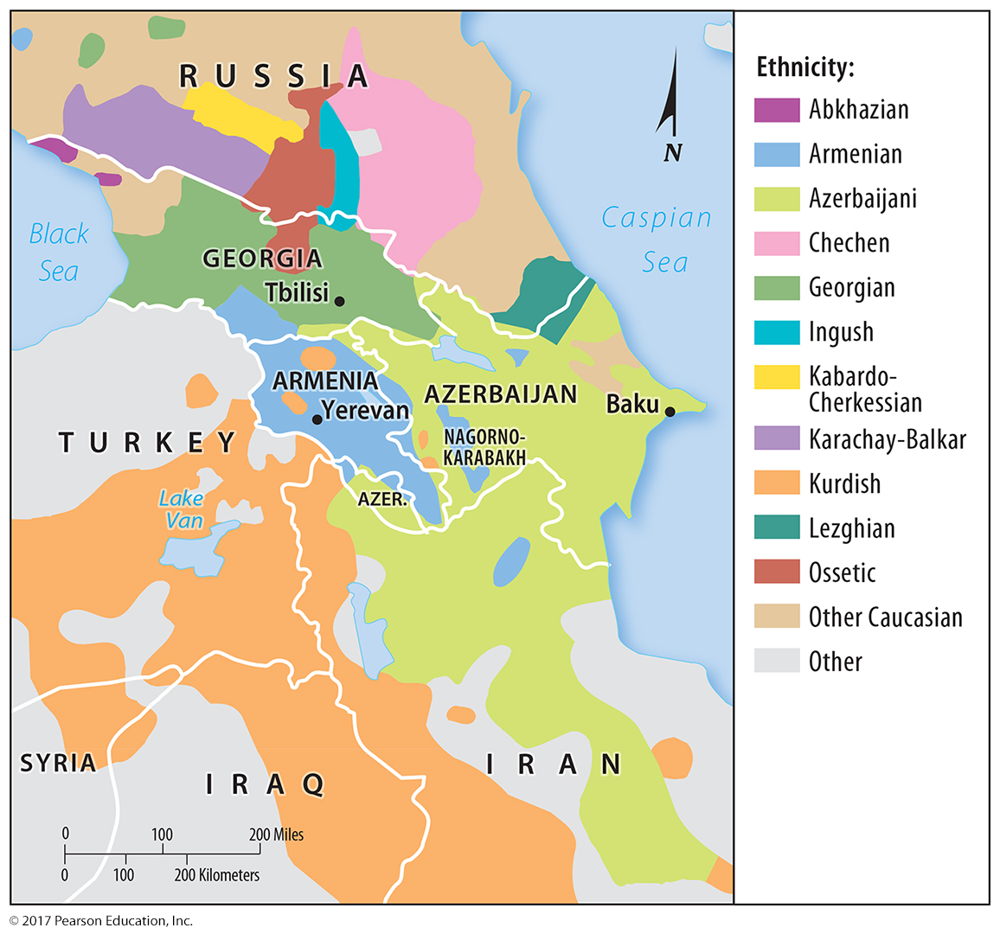 RUSSIA
Black
Sea
Caspian
Sea
N
GEORGIA
Tbilisi
ARMENIA
Yerevan
AZERBAIJAN
Baku
NAGORNO-
KARABAKH
TURKEY
AZER.
Lake
Van
SYRIA
IRAQ
IRAN
0 100 200 Miles
0 100 200 Kilometers
Ethnicity:
Abkhazian
Armenian
Azerbaijani
Chechen
Georgian
Ingush
Kabardo-
Cherkessian
Karachay-Balkar
Kurdish
Lezghian
Ossetic
Other Caucasian
Other
© 2017 Pearson Education, Inc.